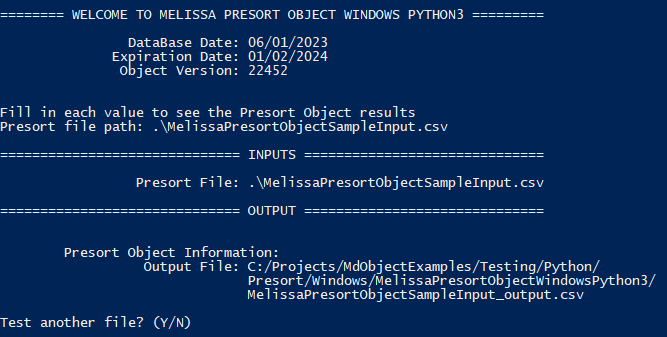 ======== WELCOME TO MELISSA PRESORT OBJECT WINDOWS PYTHON3 =========
DataBase Date: 06/01/2023
Expiration Date: 01/02/2024
Object Version: 22452
Fill in each value to see the Presort Object results
Presort file path: .\MelissaPresortObjectSampleInput.csv
============================== INPUTS ==============================
Presort File: .\MelissaPresortObjectSampleInput.csv
============================== OUTPUT ==============================
Presort Object Information:
Output File: C:/Projects/MdObjectExamples/Testing/Python/
Presort/Windows/MelissaPresortObjectWindowsPython3/
MelissaPresortObjectSampleInput_output.csv
Test another file? (Y/N)